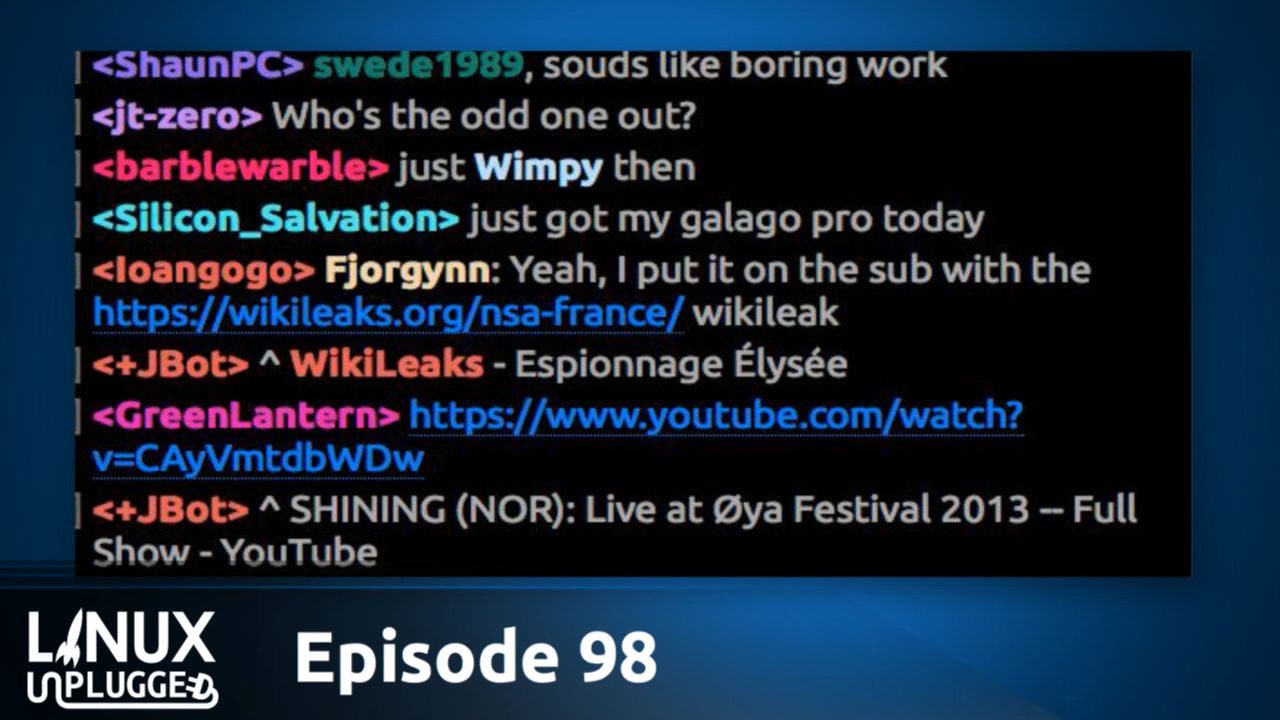 <ShaunPC> swede1989, souds like boring work
<jt-zero> Who's the odd one out?
<barblewarble> just Wimpy then
<Silicon_Salvation> just got my galago pro today
<Ioangogo> Fjorgynn: Yeah, I put it on the sub with the
https://wikileaks.org/nsa-france/ wikileak
<+JBot> ^ WikiLeaks - Espionnage Élysée
<GreenLantern> https://www.youtube.com/watch?
v=CAyVmtdbWDw
<+JBot> ^ SHINING (NOR): Live at Øya Festival 2013 -- Full
Show - YouTube
LINUX
UNPLUGGED
Episode 98